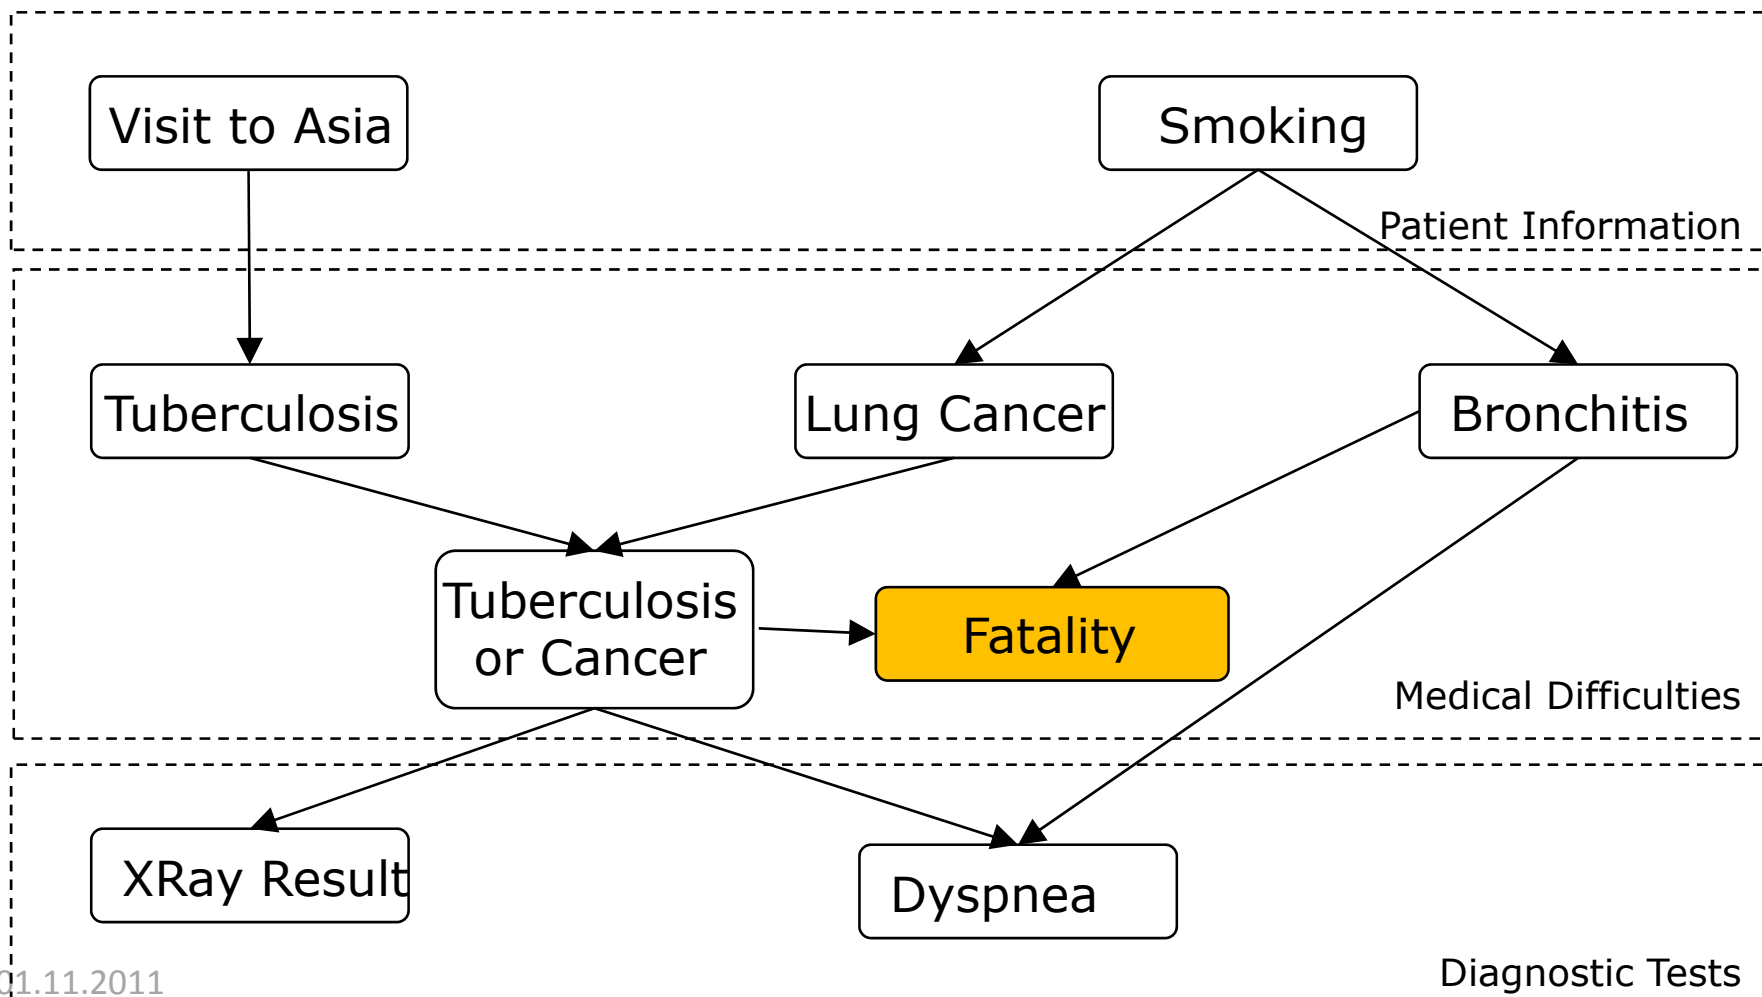 Visit to Asia
Smoking
Patient Information
Tuberculosis
Lung Cancer
Bronchitis
Tuberculosis
or Cancer
Fatality
Medical Difficulties
XRay Result
Dyspnea
Diagnostic Tests
01.11.2011